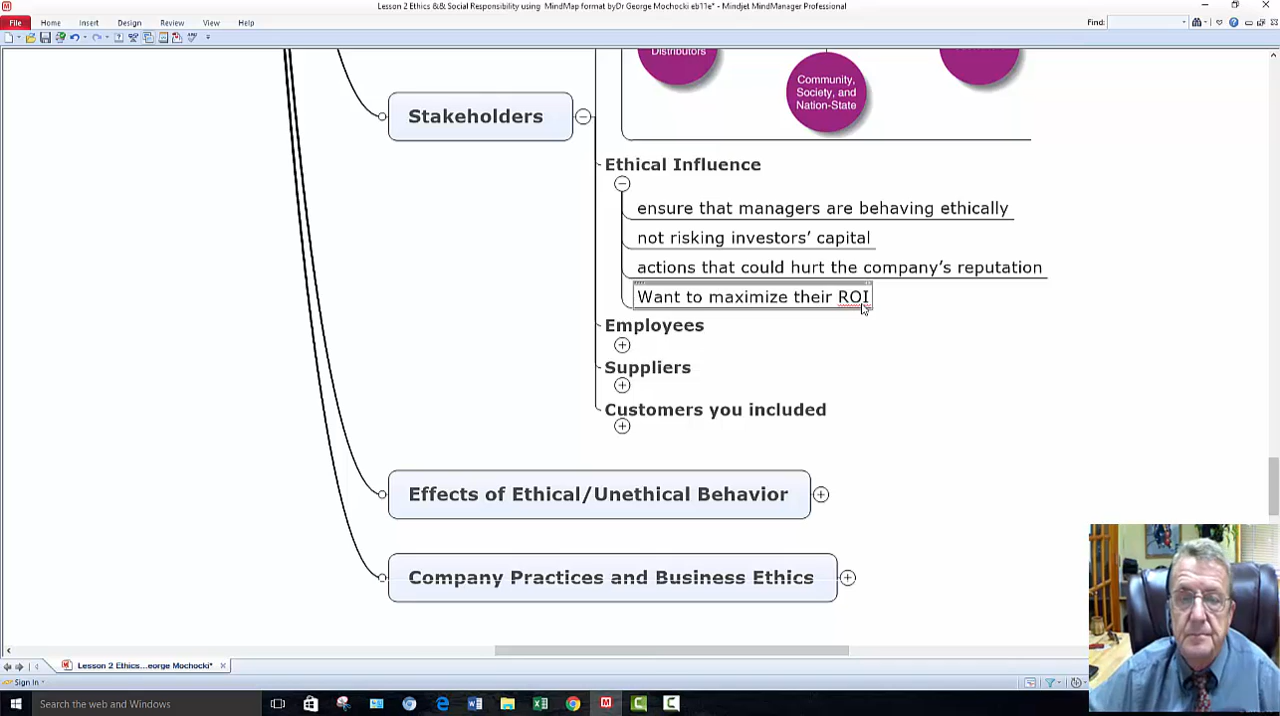 Lesson 2 Ethics && Social Responsibility using MindMap format byDr George Mochocki eb11e* - Mindjet MindManager Professional
File Home Insert Design Review View Help Find:
Distributors
Community,
Society, and
Nation-State
Stakeholders
Ethical Influence
ensure that managers are behaving ethically
not risking investors’ capital
actions that could hurt the company’s reputation
Want to maximize their ROI
Employees
Suppliers
Customers you included
Effects of Ethical/Unethical Behavior
Company Practices and Business Ethics
Lesson 2 Ethics...eorge Mochocki*
Sign In
Search the web and Windows